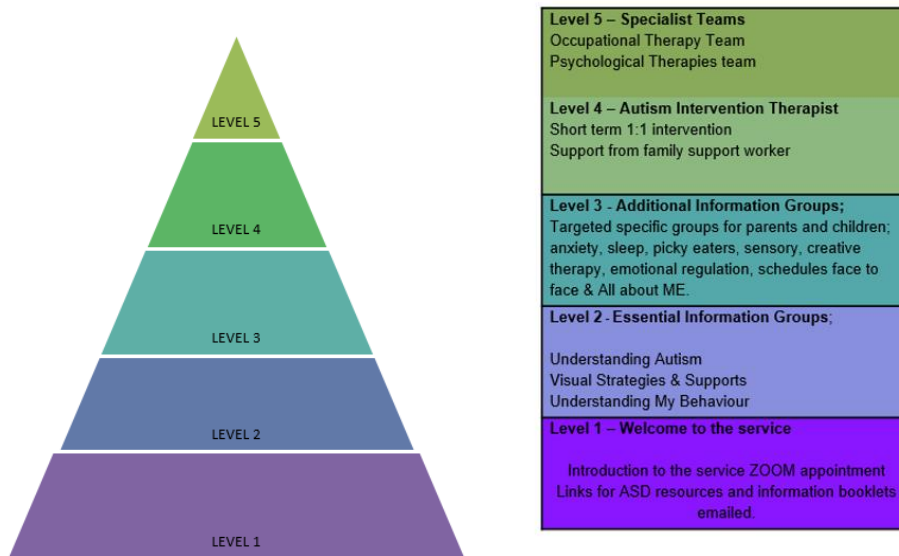 LEVEL 5
LEVEL 4
LEVEL 3
LEVEL 2
LEVEL 1
Level 5 – Specialist Teams
Occupational Therapy Team
Psychological Therapies team
Level 4 – Autism Intervention Therapist
Short term 1:1 intervention
Support from family support worker
Level 3 - Additional Information Groups;
Targeted specific groups for parents and children;
anxiety, sleep, picky eaters, sensory, creative
therapy, emotional regulation, schedules face to
face & All about ME.
Level 2 - Essential Information Groups;
Understanding Autism
Visual Strategies & Supports
Understanding My Behaviour
Level 1 – Welcome to the service
Introduction to the service ZOOM appointment
Links for ASD resources and information booklets
emailed.